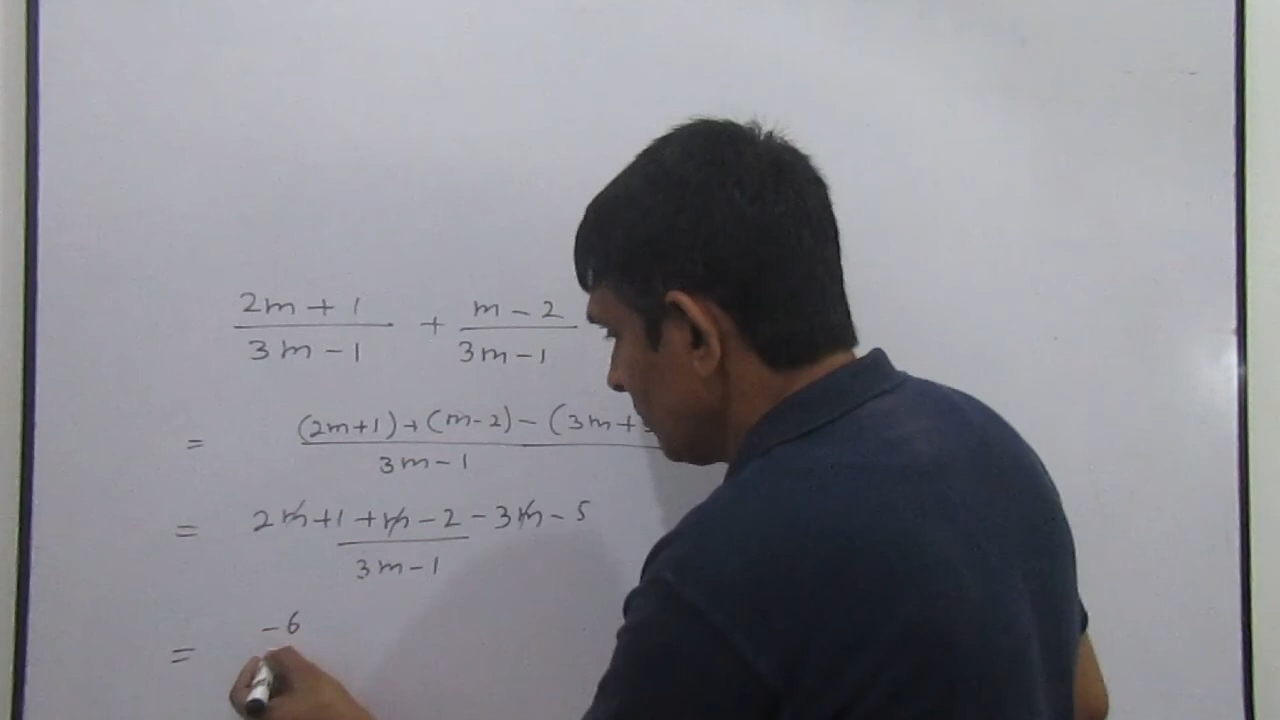 2m + 1 / 3m - 1 + m - 2 / 3m - 1
= (2m+1) + (m-2) - (3m+ / 3m - 1
= 2m + 1 + m - 2 - 3m - 5 / 3m - 1
= -6